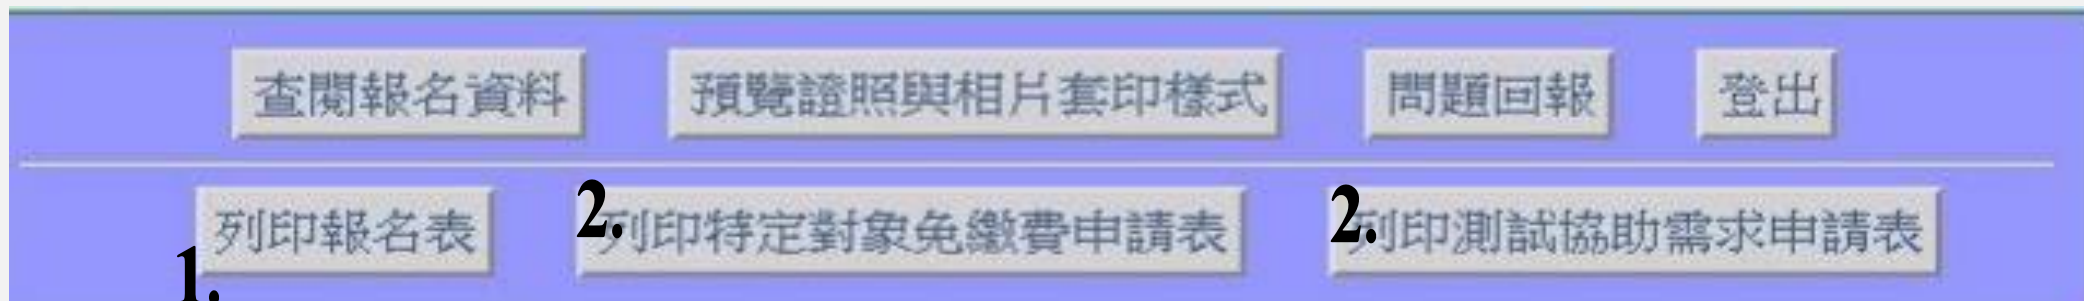 查閱報名資料 預覽證照與相片套印樣式 問題回報 登出
1.列印報名表 2.列印特定對象免繳費申請表 2.列印測試協助需求申請表